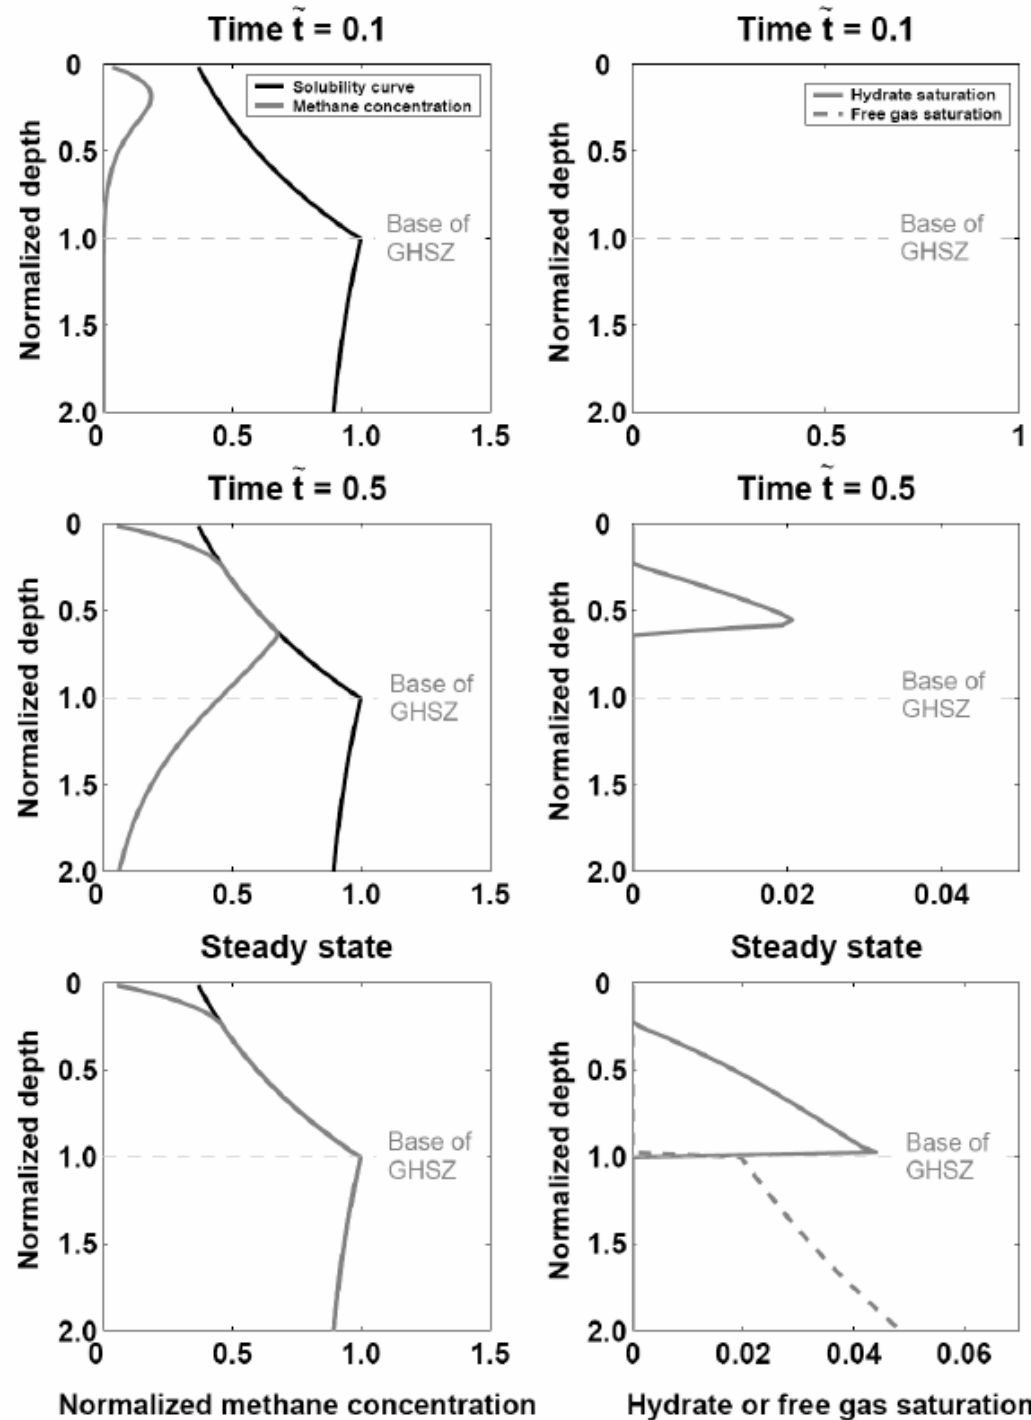 Time t̃ = 0.1
Time t̃ = 0.1
Solubility curve
Methane concentration
Normalized depth
0
0.5
1.0
1.5
2.0
0
0.5
1.0
1.5
Base of
GHSZ
Hydrate saturation
Free gas saturation
Normalized depth
0
0.5
1.0
1.5
2.0
0
0.5
1
Base of
GHSZ
Time t̃ = 0.5
Time t̃ = 0.5
Normalized depth
0
0.5
1.0
1.5
2.0
0
0.5
1.0
1.5
Base of
GHSZ
Normalized depth
0
0.5
1.0
1.5
2.0
0
0.02
0.04
Base of
GHSZ
Steady state
Steady state
Normalized depth
0
0.5
1.0
1.5
2.0
0
0.5
1.0
1.5
Base of
GHSZ
Normalized methane concentration
Normalized depth
0
0.5
1.0
1.5
2.0
0
0.02
0.04
0.06
Base of
GHSZ
Hydrate or free gas saturation